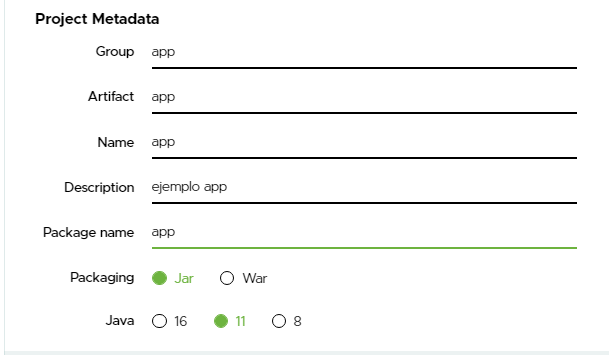 Project Metadata
Group app
Artifact app
Name app
Description ejemplo app
Package name app
Packaging Jar War
Java 16 11 8